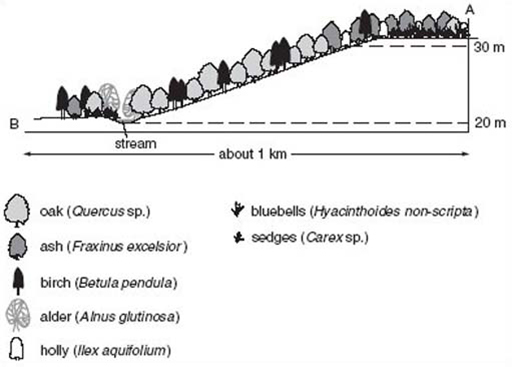 A
30 m
B
20 m
stream
about 1 km
oak (Quercus sp.)
bluebells (Hyacinthoides non-scripta)
ash (Fraxinus excelsior)
sedges (Carex sp.)
birch (Betula pendula)
alder (Alnus glutinosa)
holly (Ilex aquifolium)